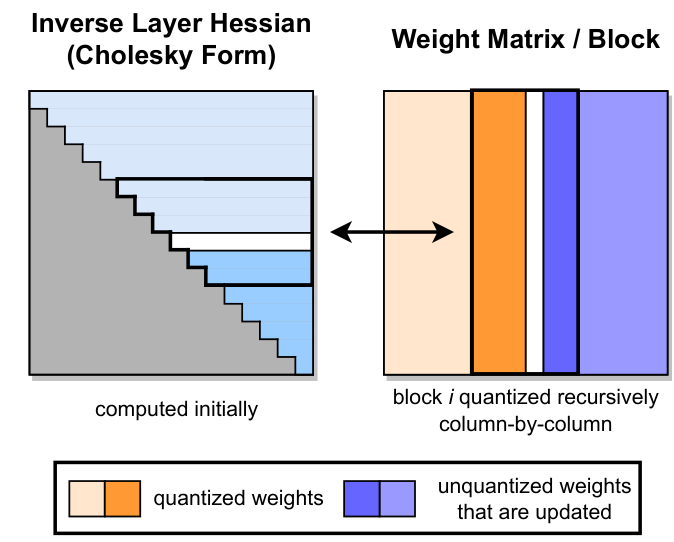 Inverse Layer Hessian
(Cholesky Form)
Weight Matrix / Block
computed initially
block i quantized recursively
column-by-column
quantized weights
unquantized weights
that are updated